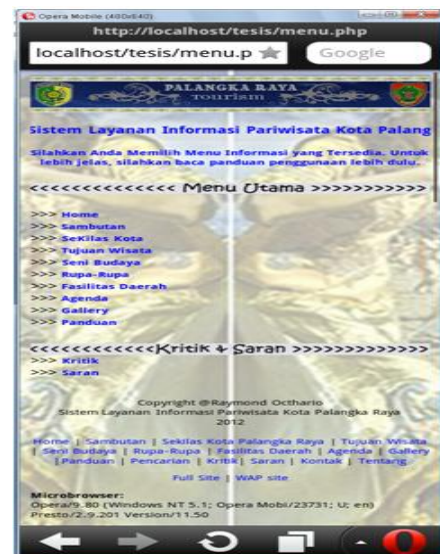 Opera Mobile (480x640)
http://localhost/tesis/menu.php
localhost/tesis/menu.p
Google
PALANGKA RAYA
TOURISM
Sistem Layanan Informasi Pariwisata Kota Palang
Silahkan Anda Memilih Menu Informasi yang Tersedia. Untuk
lebih jelas, silahkan baca panduan penggunaan lebih dulu.
<<<<<<<<<<<<<< Menu Utama >>>>>>>>>>>
>>> Home
>>> Sambutan
>>> SeKilas Kota
>>> Tujuan Wisata
>>> Seni Budaya
>>> Rupa-Rupa
>>> Fasilitas Daerah
>>> Agenda
>>> Gallery
>>> Panduan
<<<<<<<<<<<<Kritik & Saran >>>>>>>>>>>>>
>>> Kritik
>>> Saran
Copyright @Raymond Octhario
Sistem Layanan Informasi Pariwisata Kota Palangka Raya
2012
Home | Sambutan | Sekilas Kota Palangka Raya | Tujuan Wisata
| Seni Budaya | Rupa-Rupa | Fasilitas Daerah | Agenda | Gallery
|Panduan | Pencarian | Kritik| Saran | Kontak | Tentang
Full Site | WAP site
Microbrowser:
Opera/9.80 (Windows NT 5.1; Opera Mobi/23731; U; en)
Presto/2.9.201 Version/11.50